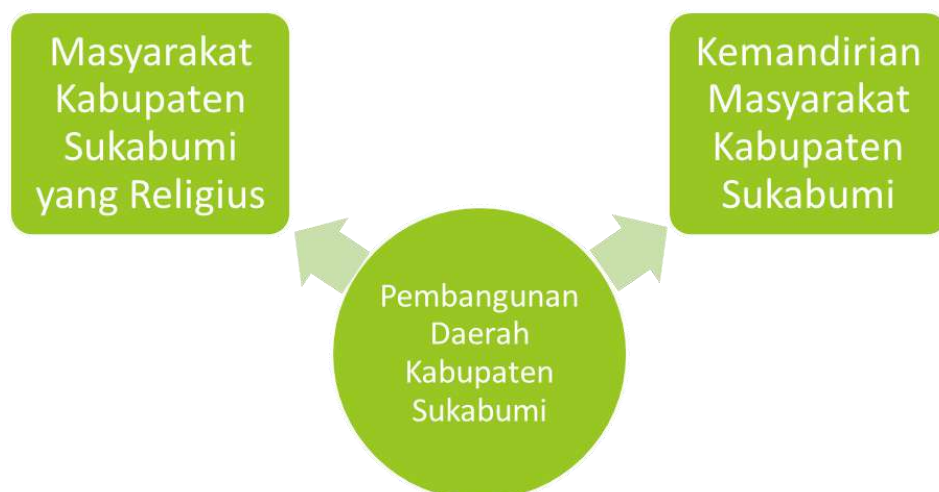 Masyarakat
Kabupaten
Sukabumi
yang Religius
Kemandirian
Masyarakat
Kabupaten
Sukabumi
Pembangunan
Daerah
Kabupaten
Sukabumi